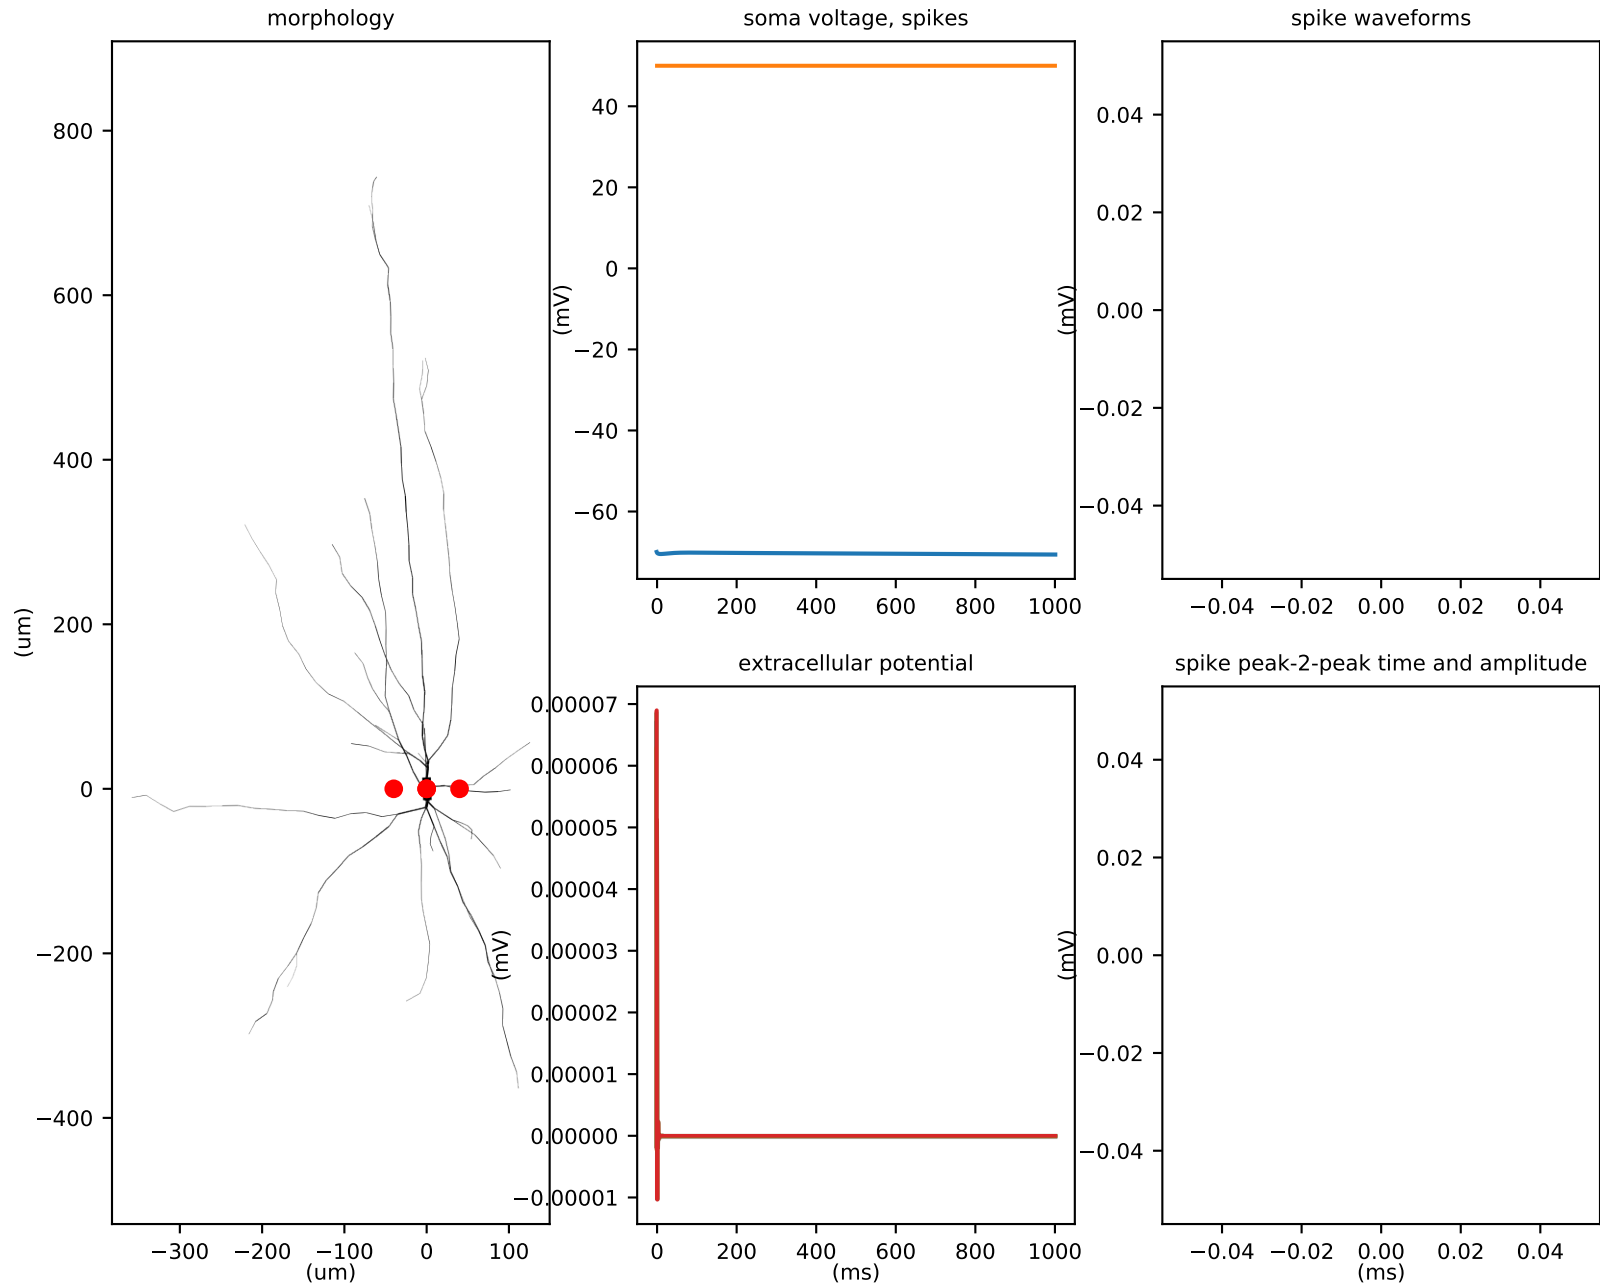 morphology
800
600
400
200
0
−200
−400
(um)
−300 −200 −100 0 100
(um)
soma voltage, spikes
40
20
0
−20
−40
−60
(mV)
0 200 400 600 800 1000
spike waveforms
0.04
0.02
0.00
−0.02
−0.04
(mV)
−0.04 −0.02 0.00 0.02 0.04
extracellular potential
0.00007
0.00006
0.00005
0.00004
0.00003
0.00002
0.00001
0.00000
−0.00001
(mV)
0 200 400 600 800 1000
(ms)
spike peak-2-peak time and amplitude
0.04
0.02
0.00
−0.02
−0.04
(mV)
−0.04 −0.02 0.00 0.02 0.04
(ms)